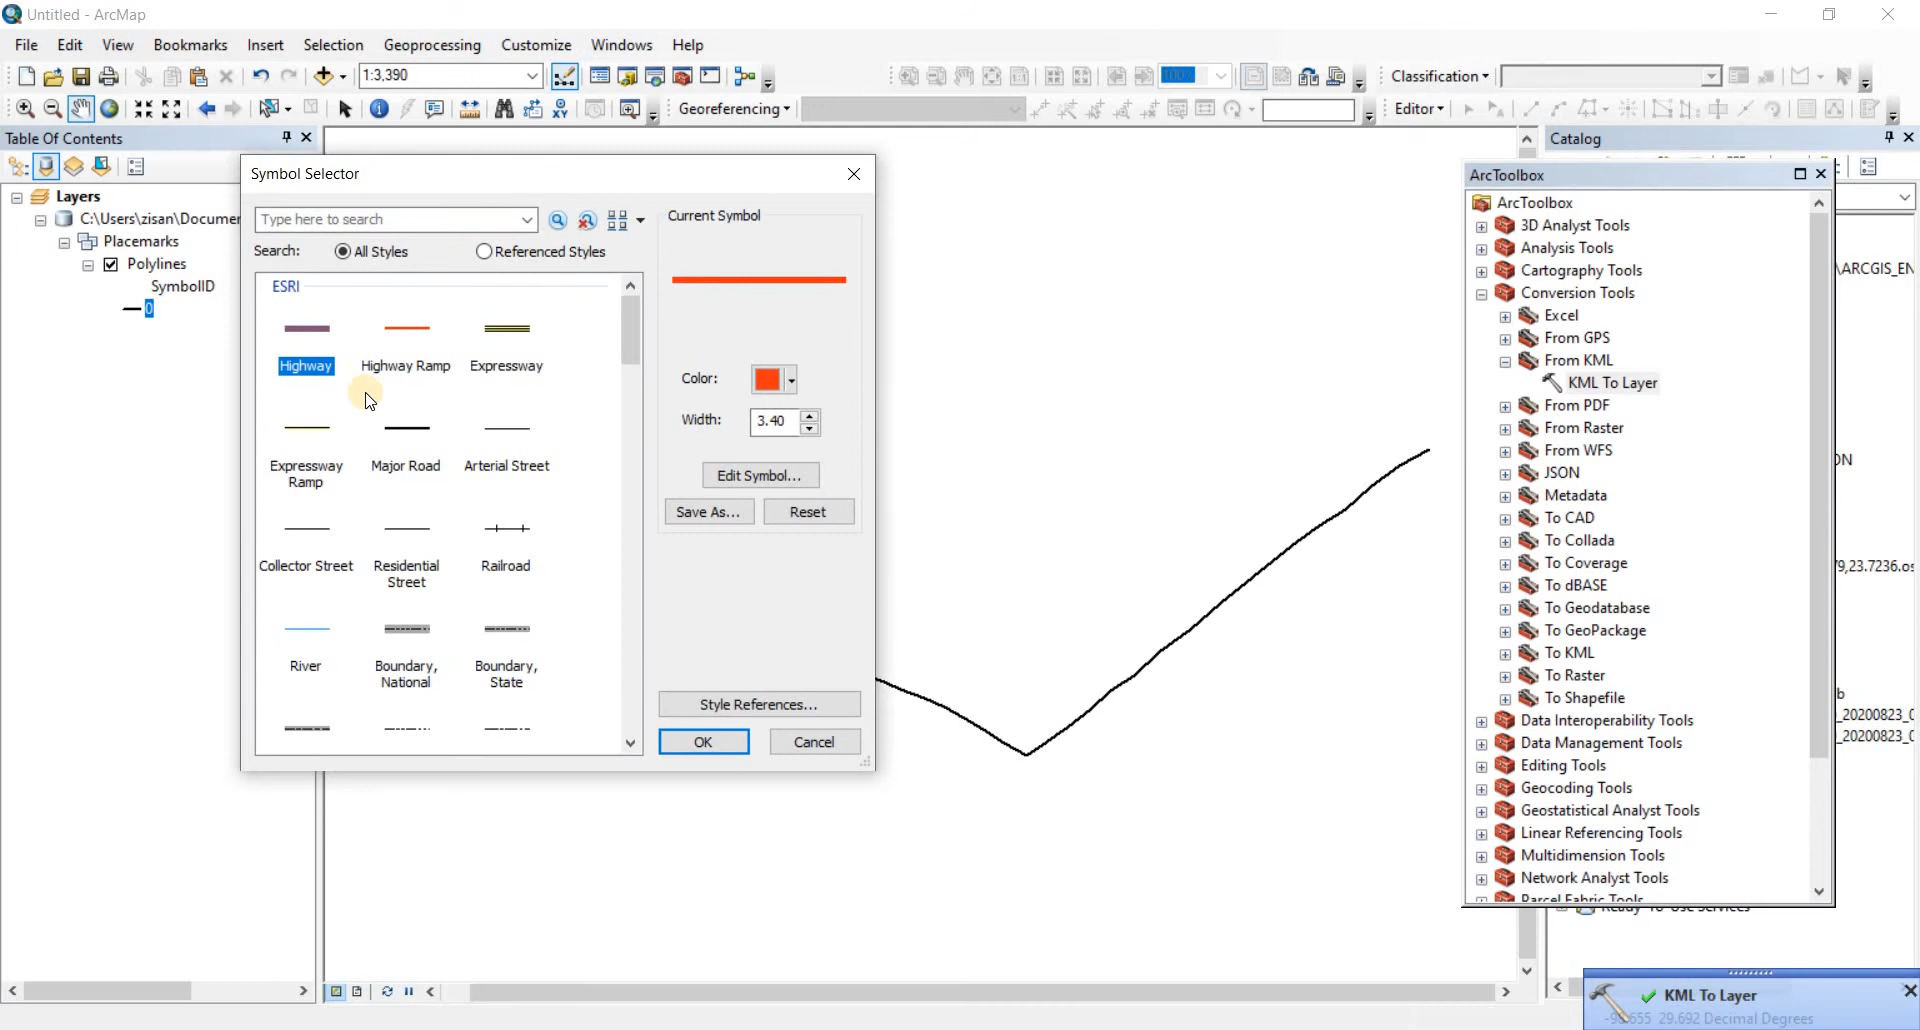 Untitled - ArcMap
File Edit View Bookmarks Insert Selection Geoprocessing Customize Windows Help
1:3,390
Classification
Georeferencing
Editor
Table Of Contents
Layers
C:\Users\zisan\Documer
Placemarks
Polylines
SymbolID
0
Symbol Selector
Type here to search
Search: All Styles Referenced Styles
ESRI
Highway Highway Ramp Expressway
Expressway Ramp Major Road Arterial Street
Collector Street Residential Street Railroad
River Boundary, National Boundary, State
Current Symbol
Color:
Width: 3.40
Edit Symbol...
Save As... Reset
Style References...
OK Cancel
Catalog
ArcToolbox
ArcToolbox
3D Analyst Tools
Analysis Tools
Cartography Tools
Conversion Tools
Excel
From GPS
From KML
KML To Layer
From PDF
From Raster
From WFS
JSON
Metadata
To CAD
To Collada
To Coverage
To dBASE
To Geodatabase
To GeoPackage
To KML
To Raster
To Shapefile
Data Interoperability Tools
Data Management Tools
Editing Tools
Geocoding Tools
Geostatistical Analyst Tools
Linear Referencing Tools
Multidimension Tools
Network Analyst Tools
Parcel Fabric Tools
\ARCGIS_EN
ON
9,23.7236.os
b
_20200823_0
_20200823_0
KML To Layer
29.692 Decimal Degrees